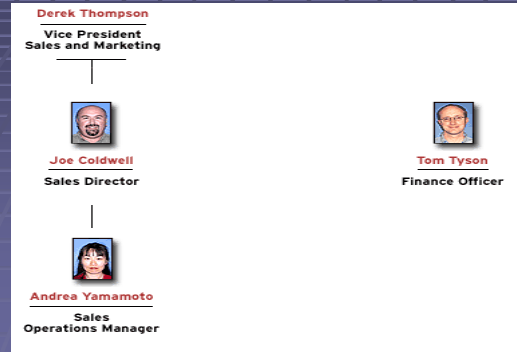 Derek Thompson
Vice President
Sales and Marketing
Joe Coldwell
Sales Director
Tom Tyson
Finance Officer
Andrea Yamamoto
Sales
Operations Manager